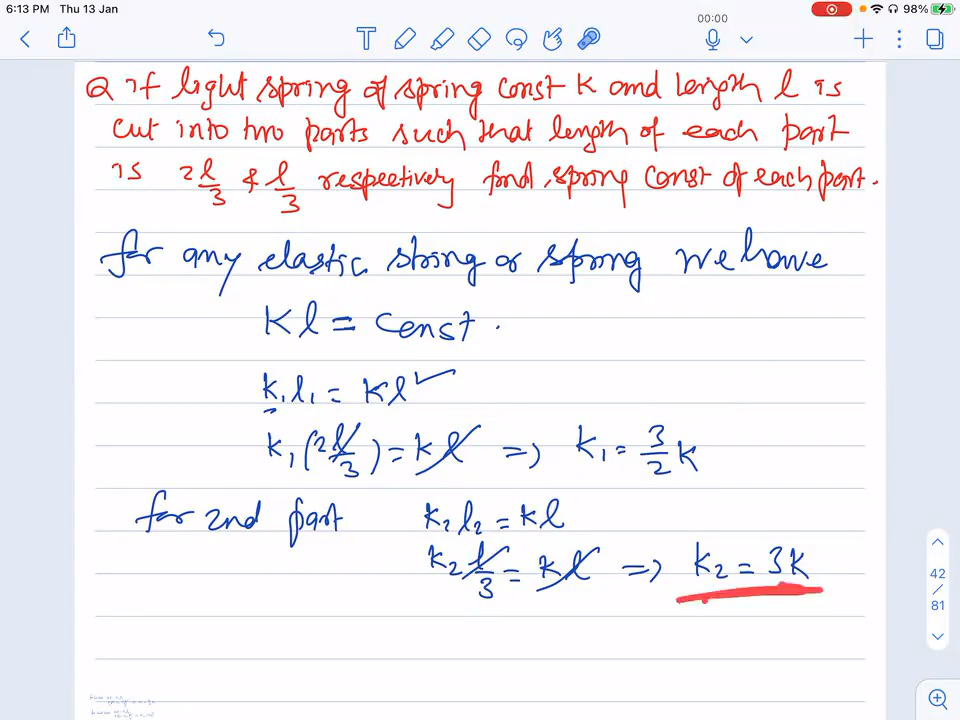 6:13 PM Thu 13 Jan
98%
00:00
T
Q if light spring of spring const K and length l is
cut into two parts such that length of each part
is 2l/3 & l/3 respectively find spring const of each part.
for any elastic string or spring we have
Kl = const.
k₁l₁ = Kl ✓
k₁(2l/3) = kl => k₁ = 3/2 K
for 2nd part k₂l₂ = kl
k₂ l/3 = kl => k₂ = 3K
42
/
81